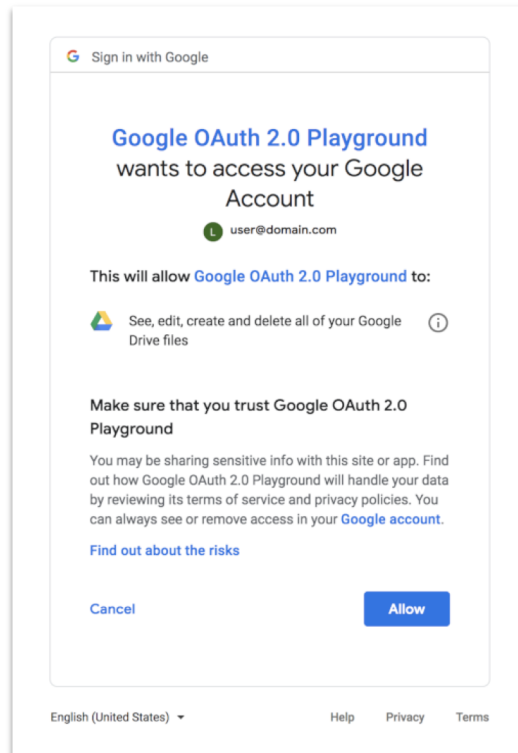 Sign in with Google
Google OAuth 2.0 Playground
wants to access your Google
Account
L user@domain.com
This will allow Google OAuth 2.0 Playground to:
See, edit, create and delete all of your Google
Drive files
Make sure that you trust Google OAuth 2.0
Playground
You may be sharing sensitive info with this site or app. Find
out how Google OAuth 2.0 Playground will handle your data
by reviewing its terms of service and privacy policies. You
can always see or remove access in your Google account.
Find out about the risks
Cancel Allow
English (United States) Help Privacy Terms